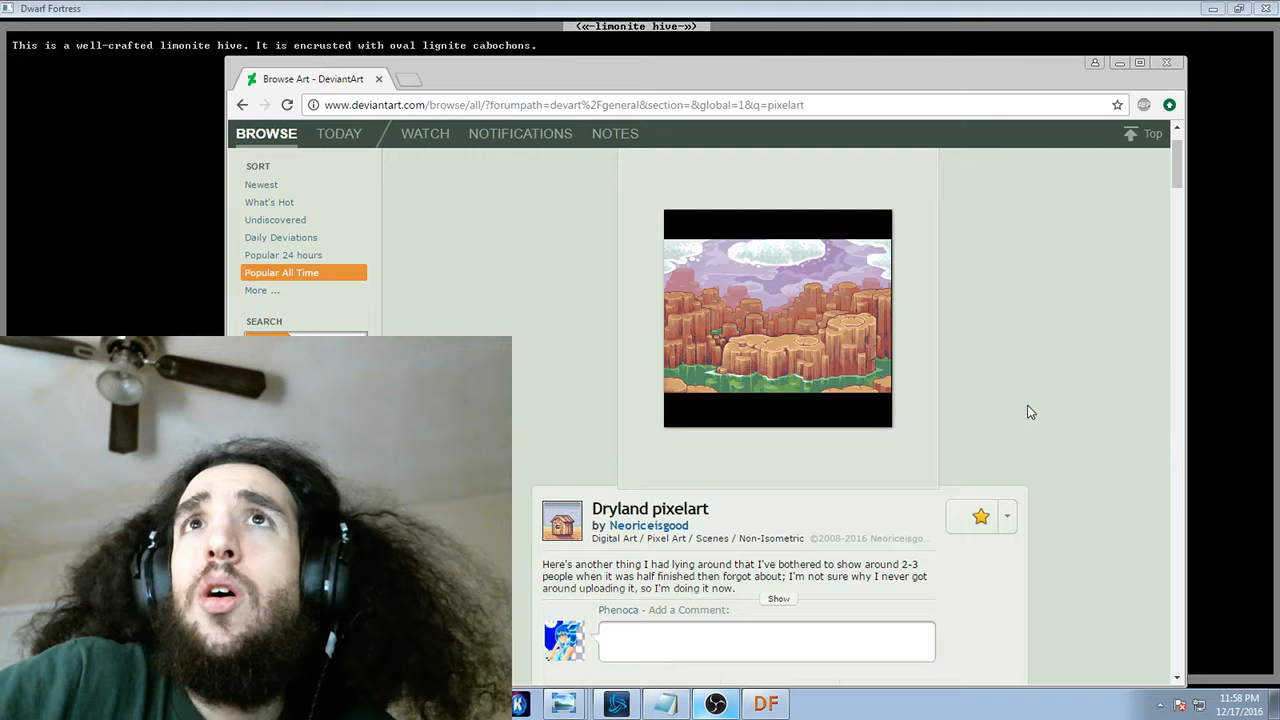 Dwarf Fortress
(«-limonite hive-»)
This is a well-crafted limonite hive. It is encrusted with oval lignite cabochons.
Browse Art - DeviantArt
www.deviantart.com/browse/all/?forumpath=devart%2Fgeneral&section=&global=1&q=pixelart
ABP
BROWSE TODAY WATCH NOTIFICATIONS NOTES Top
SORT
Newest
What's Hot
Undiscovered
Daily Deviations
Popular 24 hours
Popular All Time
More ...
SEARCH
Dryland pixelart
by Neoriceisgood
Digital Art / Pixel Art / Scenes / Non-Isometric ©2008-2016 Neoriceisgo...
Here's another thing I had lying around that I've bothered to show around 2-3
people when it was half finished then forgot about; I'm not sure why I never got
around uploading it, so I'm doing it now.
Show
Phenoca - Add a Comment:
K
DF
11:58 PM
12/17/2016